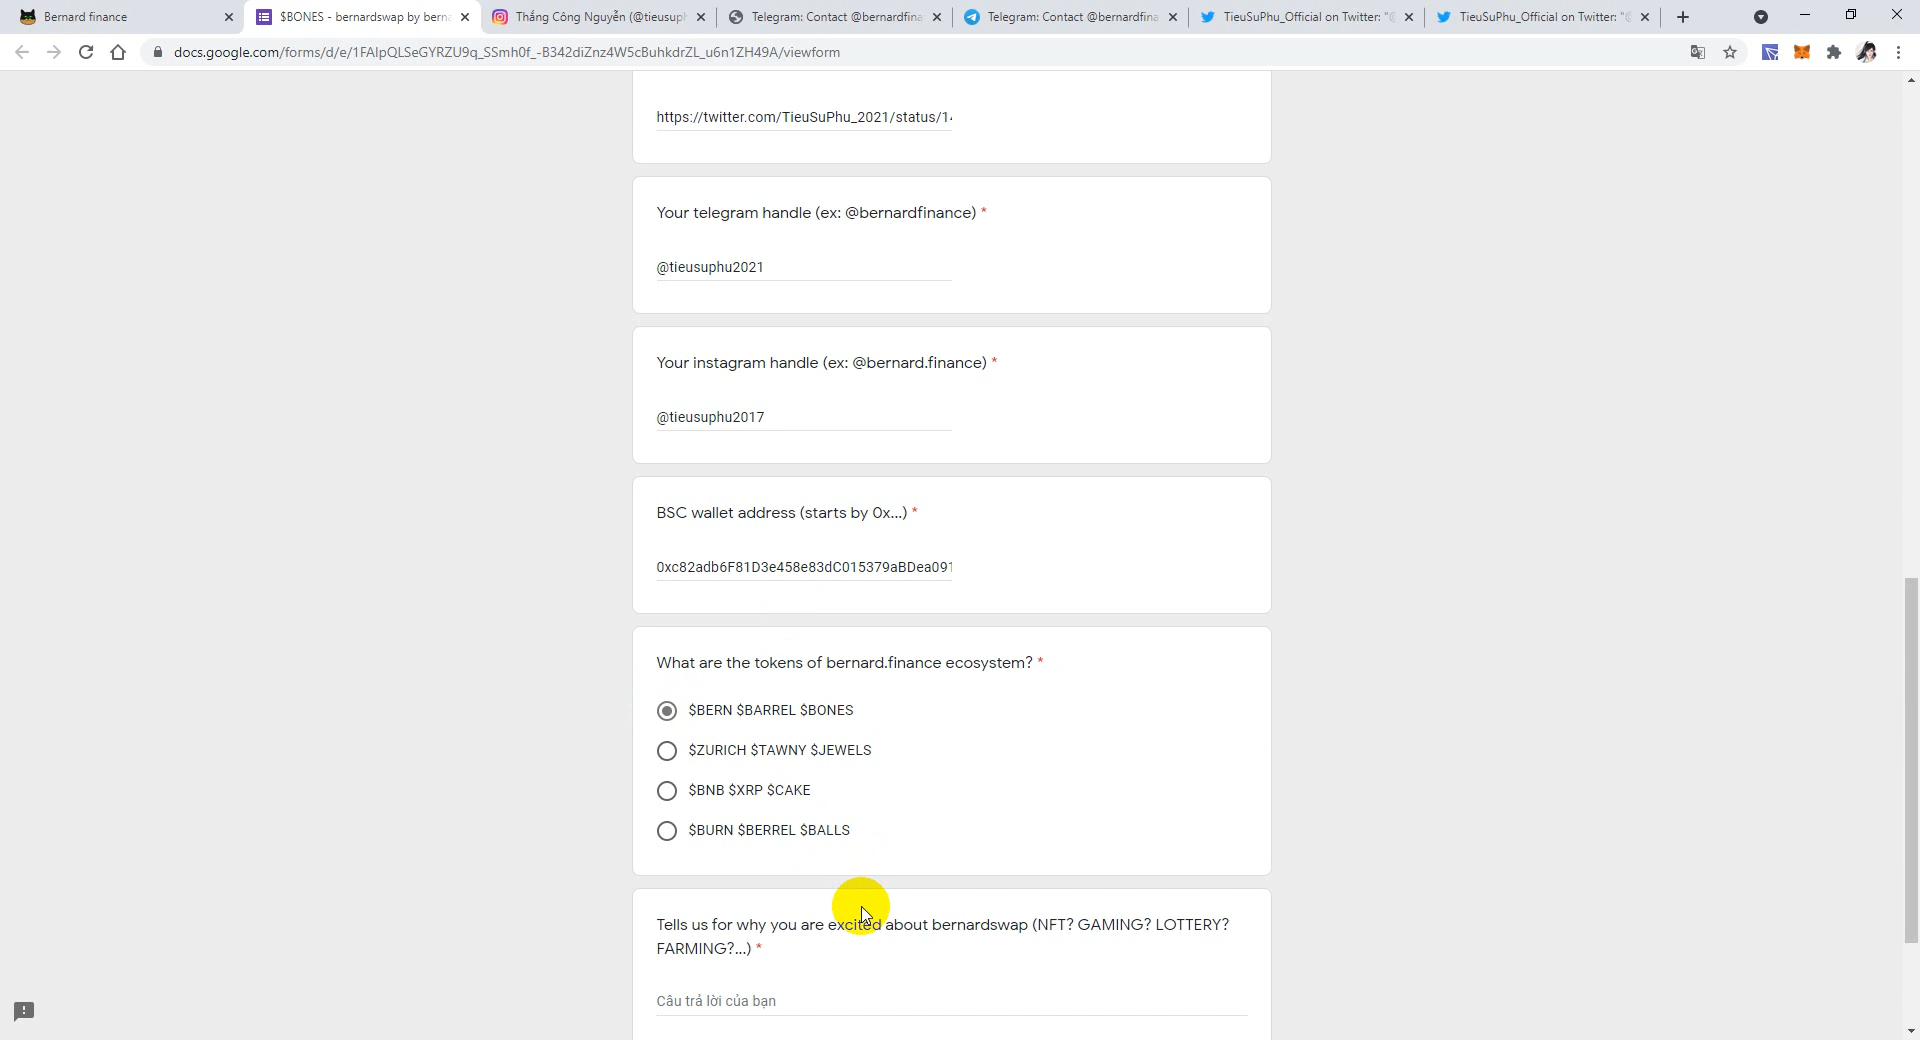 Bernard finance
$BONES - bernardswap by berna
Thắng Công Nguyễn (@tieusuph
Telegram: Contact @bernardfina
Telegram: Contact @bernardfina
TieuSuPhu_Official on Twitter: "@
TieuSuPhu_Official on Twitter: "@
docs.google.com/forms/d/e/1FAIpQLSeGYRZU9q_SSmh0f_-B342diZnz4W5cBuhkdrZL_u6n1ZH49A/viewform
https://twitter.com/TieuSuPhu_2021/status/14
Your telegram handle (ex: @bernardfinance) *
@tieusuphu2021
Your instagram handle (ex: @bernard.finance) *
@tieusuphu2017
BSC wallet address (starts by 0x...) *
0xc82adb6F81D3e458e83dC015379aBDea091
What are the tokens of bernard.finance ecosystem? *
$BERN $BARREL $BONES
$ZURICH $TAWNY $JEWELS
$BNB $XRP $CAKE
$BURN $BERREL $BALLS
Tells us for why you are excited about bernardswap (NFT? GAMING? LOTTERY?
FARMING?...) *
Câu trả lời của bạn